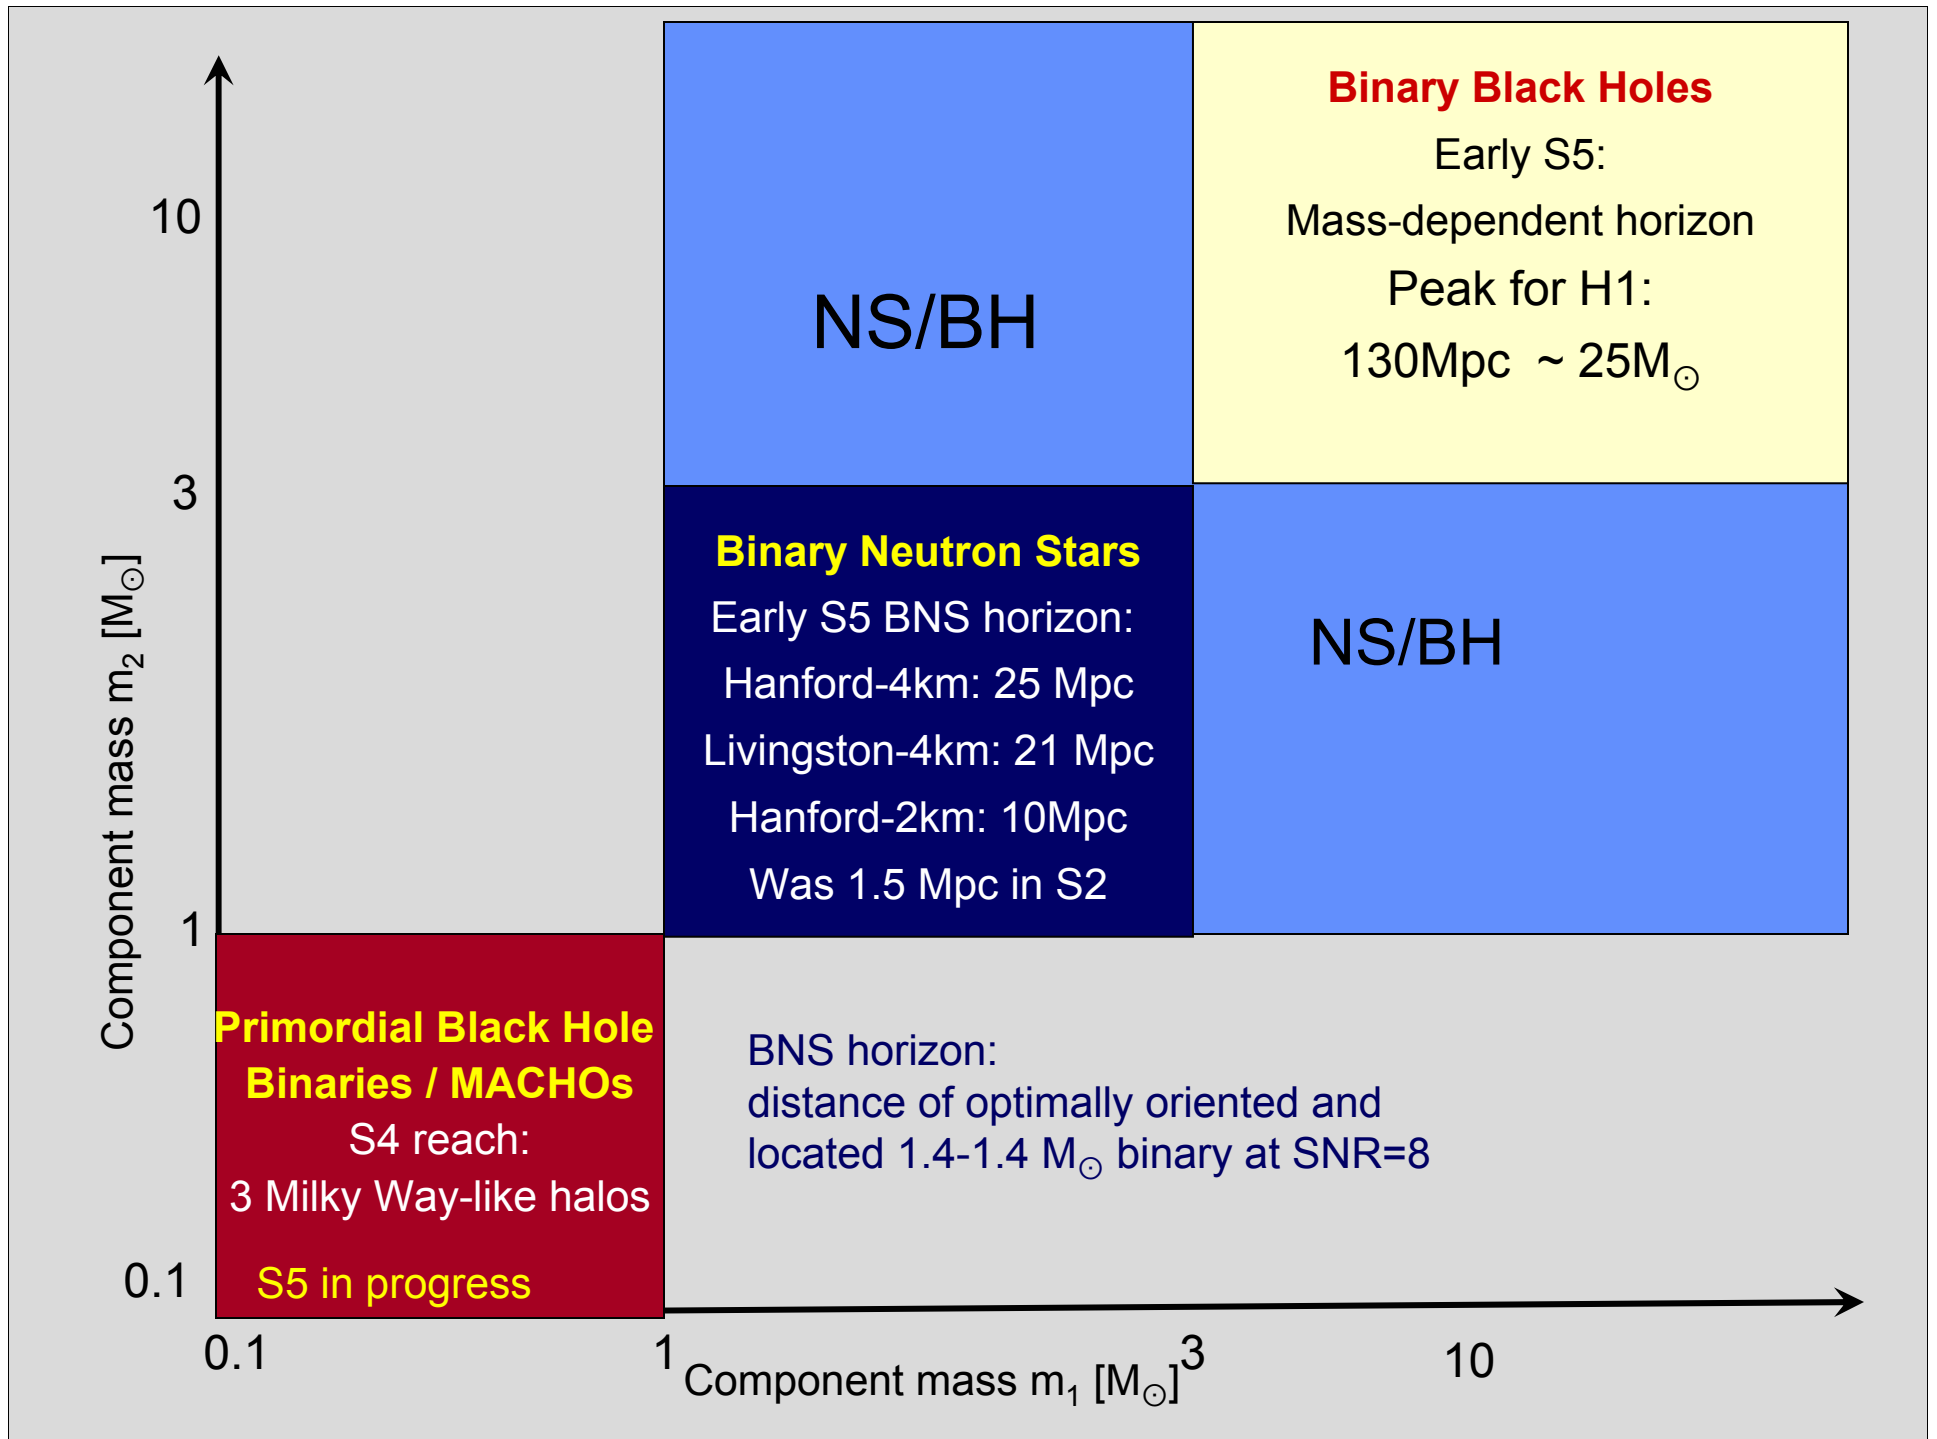 Binary Black Holes
Early S5:
Mass-dependent horizon
Peak for H1:
130Mpc ~ 25M☉
10
NS/BH
3
Binary Neutron Stars
Early S5 BNS horizon:
Hanford-4km: 25 Mpc
Livingston-4km: 21 Mpc
Hanford-2km: 10Mpc
Was 1.5 Mpc in S2
NS/BH
Component mass m₂ [M☉]
1
Primordial Black Hole
Binaries / MACHOs
S4 reach:
3 Milky Way-like halos
S5 in progress
BNS horizon:
distance of optimally oriented and
located 1.4-1.4 M☉ binary at SNR=8
0.1
0.1
1
Component mass m₁ [M☉]
3
10